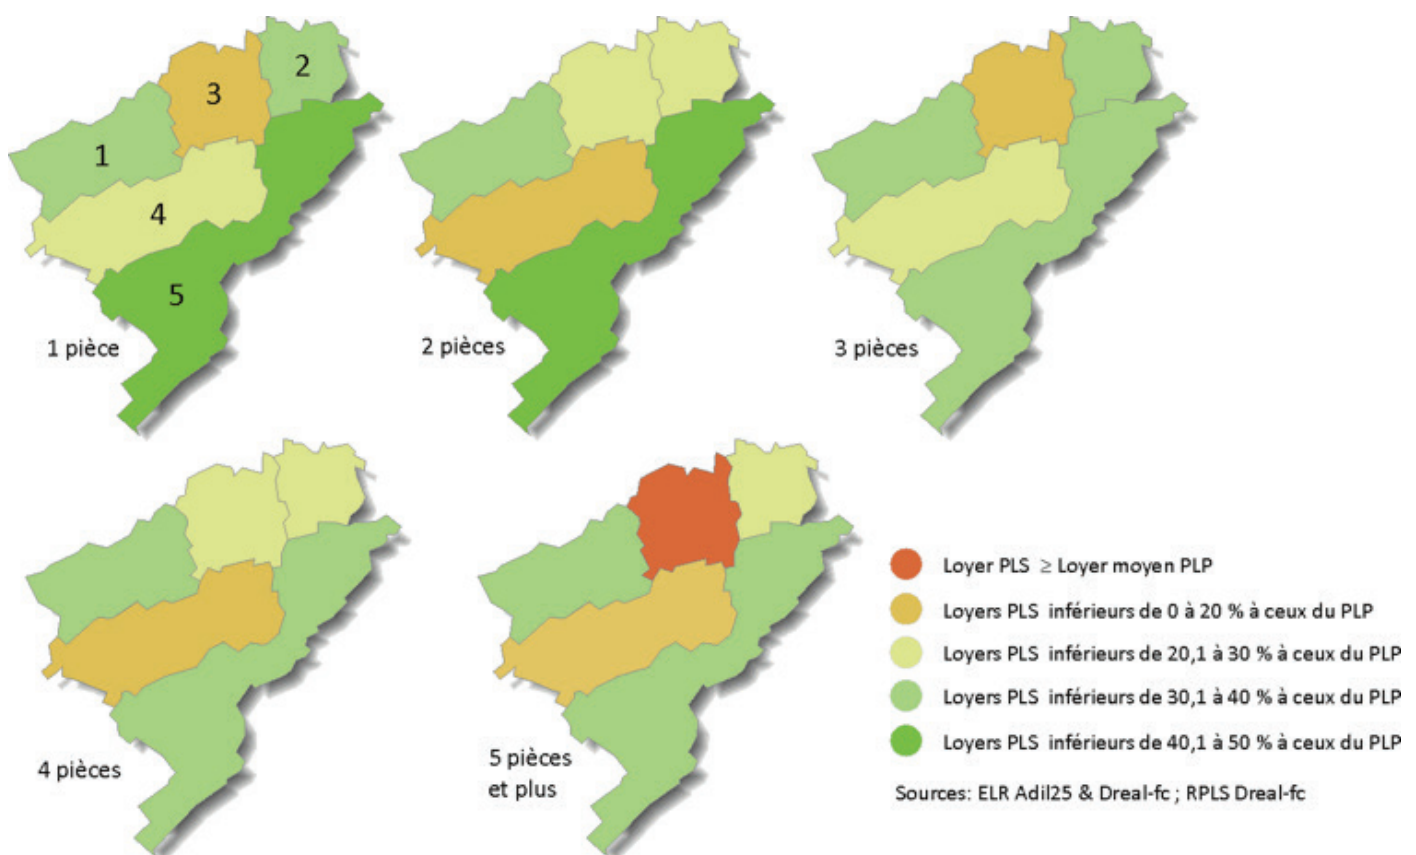 1
2
3
4
5
1 pièce
2 pièces
3 pièces
4 pièces
5 pièces
et plus
Loyer PLS ≥ Loyer moyen PLP
Loyers PLS inférieurs de 0 à 20 % à ceux du PLP
Loyers PLS inférieurs de 20,1 à 30 % à ceux du PLP
Loyers PLS inférieurs de 30,1 à 40 % à ceux du PLP
Loyers PLS inférieurs de 40,1 à 50 % à ceux du PLP
Sources: ELR Adil25 & Dreal-fc ; RPLS Dreal-fc